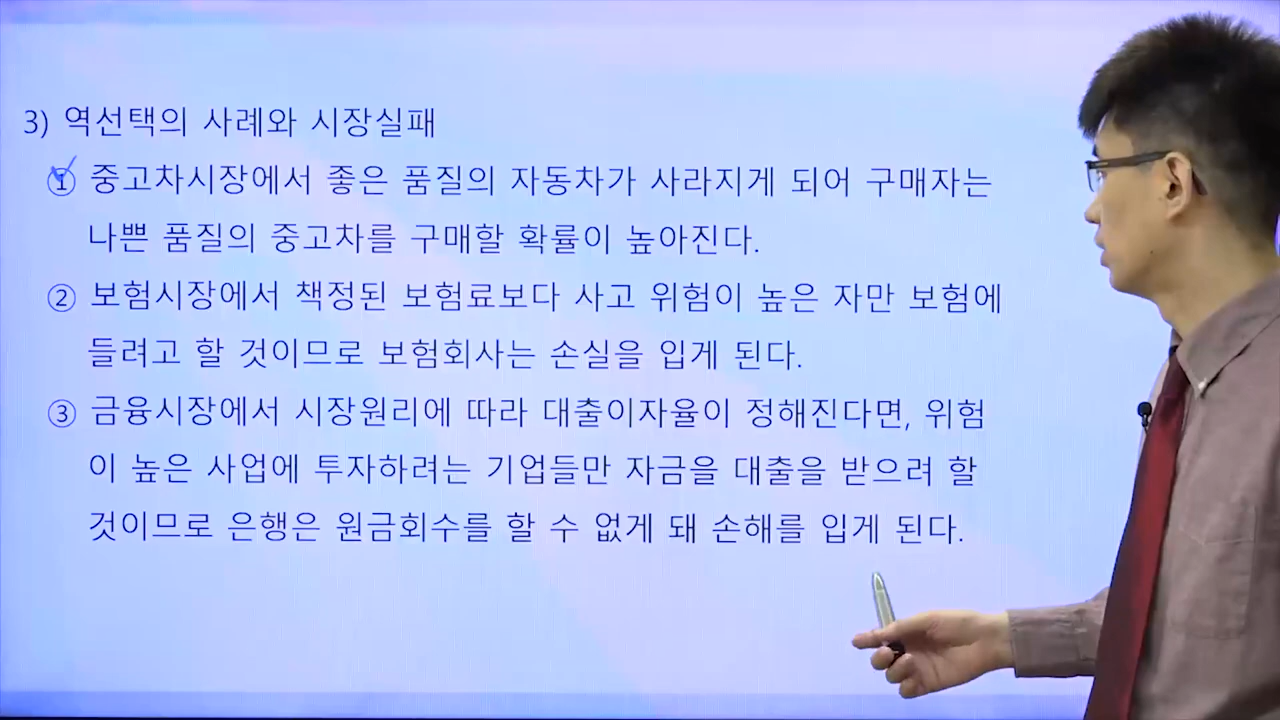 3) 역선택의 사례와 시장실패
① 중고차시장에서 좋은 품질의 자동차가 사라지게 되어 구매자는
나쁜 품질의 중고차를 구매할 확률이 높아진다.
② 보험시장에서 책정된 보험료보다 사고 위험이 높은 자만 보험에
들려고 할 것이므로 보험회사는 손실을 입게 된다.
③ 금융시장에서 시장원리에 따라 대출이자율이 정해진다면, 위험
이 높은 사업에 투자하려는 기업들만 자금을 대출을 받으려 할
것이므로 은행은 원금회수를 할 수 없게 돼 손해를 입게 된다.